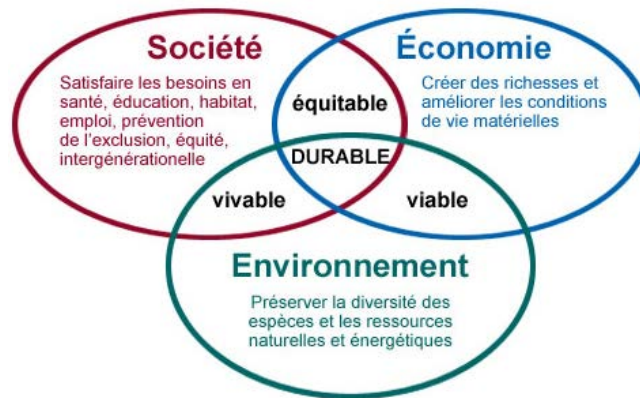 Société
Satisfaire les besoins en
santé, éducation, habitat,
emploi, prévention
de l'exclusion, équité,
intergénérationelle
Économie
Créer des richesses et
améliorer les conditions
de vie matérielles
équitable
DURABLE
vivable
viable
Environnement
Préserver la diversité des
espèces et les ressources
naturelles et énergétiques